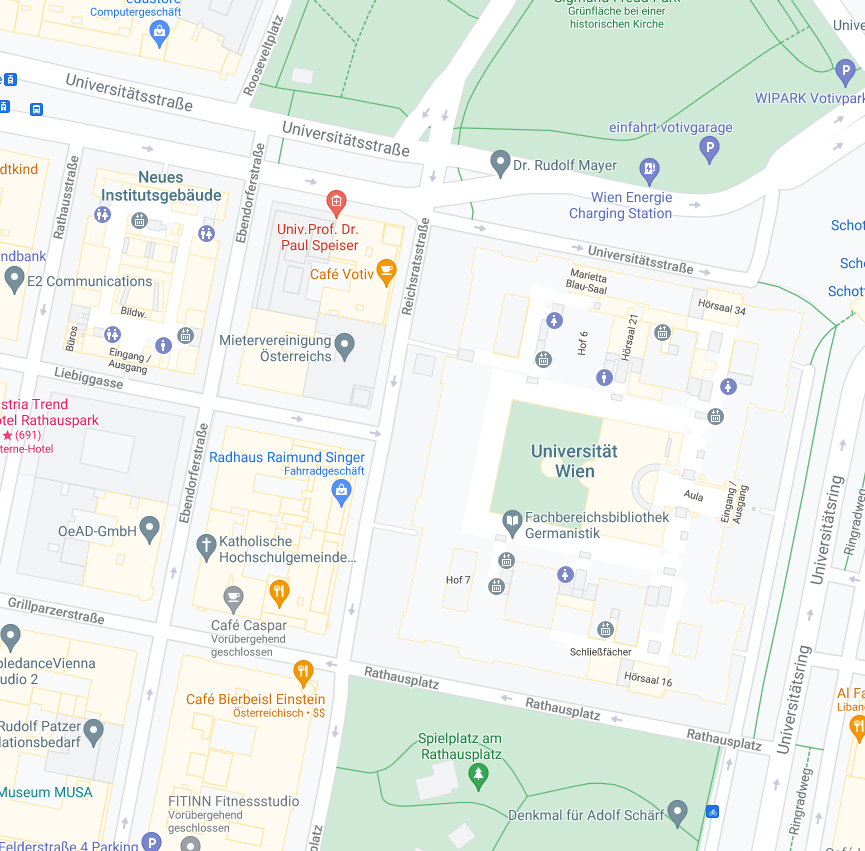 edustore
Computergeschäft
Sigmund Freud Park
Grünfläche bei einer
historischen Kirche
Rooseveltplatz
Universitätsstraße
P
WIPARK Votivpark
einfahrt votivgarage
P
Universitätsstraße
Dr. Rudolf Mayer
Wien Energie
Charging Station
dtkind
Rathausstraße
Neues
Institutsgebäude
Ebendorferstraße
Univ.Prof. Dr.
Paul Speiser
Café Votiv
Reichsratsstraße
Universitätsstraße
Schot
Scho
Schott
ndbank
E2 Communications
Marietta
Blau-Saal
Hörsaal 34
Bildw.
Büros
Eingang /
Ausgang
Mietervereinigung
Österreichs
Hof 6
Hörsaal 21
Liebiggasse
stria Trend
otel Rathauspark
(691)
terne-Hotel
Ebendorferstraße
Radhaus Raimund Singer
Fahrradgeschäft
Universität
Wien
Aula
Eingang /
Ausgang
OeAD-GmbH
Katholische
Hochschulgemeinde...
Fachbereichsbibliothek
Germanistik
Universitätsring
Ringradweg
Hof 7
Grillparzerstraße
Café Caspar
Vorübergehend
geschlossen
Schließfächer
Hörsaal 16
poledanceVienna
udio 2
Café Bierbeisl Einstein
Österreichisch • $$
Rathausplatz
Rathausplatz
Rathausplatz
Universitätsring
Al Fa
Liban
Rudolf Patzer
lationsbedarf
Spielplatz am
Rathausplatz
Museum MUSA
FITINN Fitnessstudio
Vorübergehend
geschlossen
Denkmal für Adolf Schärf
Ringradweg
Felderstraße 4 Parking
P
platz